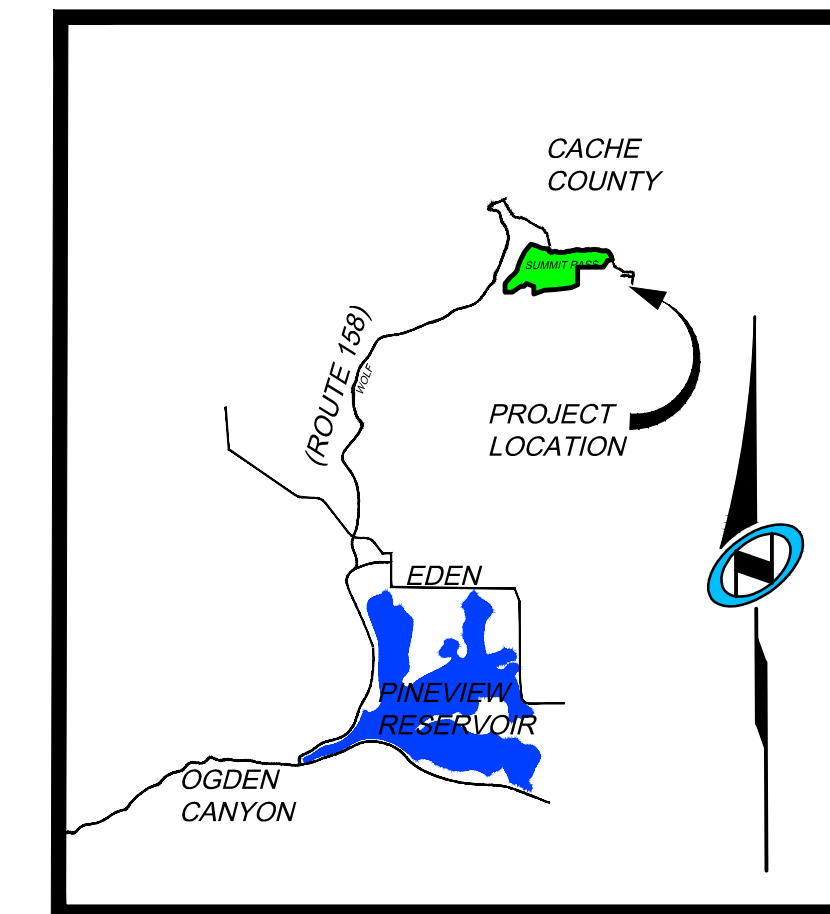 CACHE
COUNTY
SUMMIT PASS
(ROUTE 158)
WOLF
PROJECT
LOCATION
N
EDEN
PINEVIEW
RESERVOIR
OGDEN
CANYON